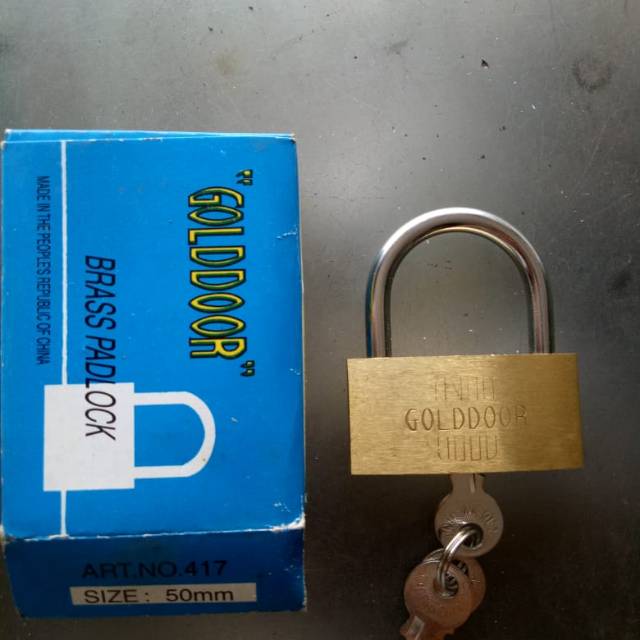 "GOLDDOOR"
BRASS PADLOCK
MADE IN THE PEOPLE'S REPUBLIC OF CHINA
ART.NO.417
SIZE: 50mm
GOLDDOOR